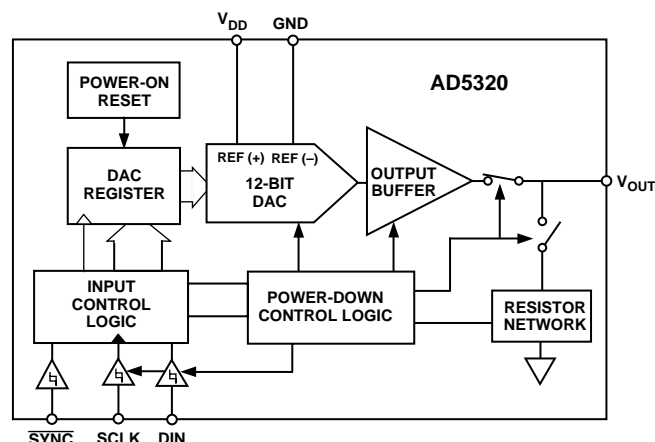 VDD GND
AD5320
POWER-ON
RESET
REF (+) REF (–)
DAC
REGISTER
12-BIT
DAC
OUTPUT
BUFFER
VOUT
INPUT
CONTROL
LOGIC
POWER-DOWN
CONTROL LOGIC
RESISTOR
NETWORK
SYNC SCLK DIN